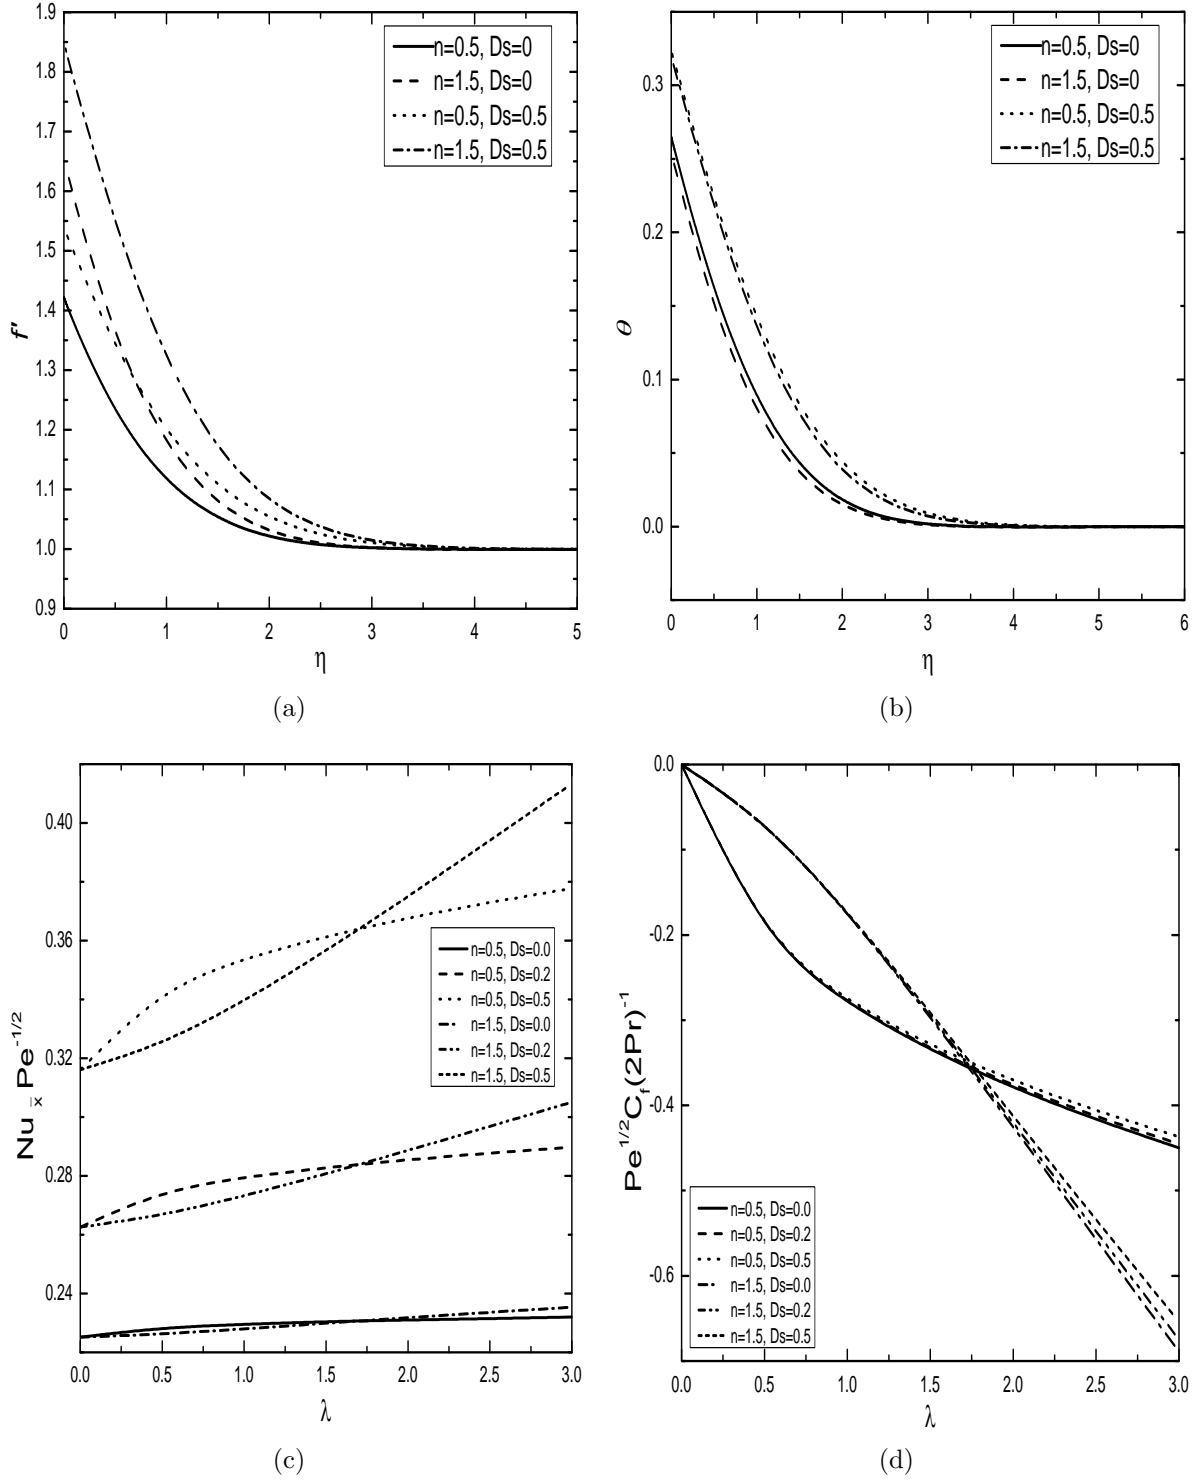 1.9
1.8
1.7
1.6
1.5
1.4
1.3
1.2
1.1
1.0
0.9
f'
n=0.5, Ds=0
n=1.5, Ds=0
n=0.5, Ds=0.5
n=1.5, Ds=0.5
0 1 2 3 4 5
η
(a)
0.3
0.2
0.1
0.0
θ
n=0.5, Ds=0
n=1.5, Ds=0
n=0.5, Ds=0.5
n=1.5, Ds=0.5
0 1 2 3 4 5 6
η
(b)
0.40
0.36
0.32
0.28
0.24
Nu_x̄ Pe^-1/2
n=0.5, Ds=0.0
n=0.5, Ds=0.2
n=0.5, Ds=0.5
n=1.5, Ds=0.0
n=1.5, Ds=0.2
n=1.5, Ds=0.5
0.0 0.5 1.0 1.5 2.0 2.5 3.0
λ
(c)
0.0
-0.2
-0.4
-0.6
Pe^1/2 C_f(2Pr)^-1
n=0.5, Ds=0.0
n=0.5, Ds=0.2
n=0.5, Ds=0.5
n=1.5, Ds=0.0
n=1.5, Ds=0.2
n=1.5, Ds=0.5
0.0 0.5 1.0 1.5 2.0 2.5 3.0
λ
(d)